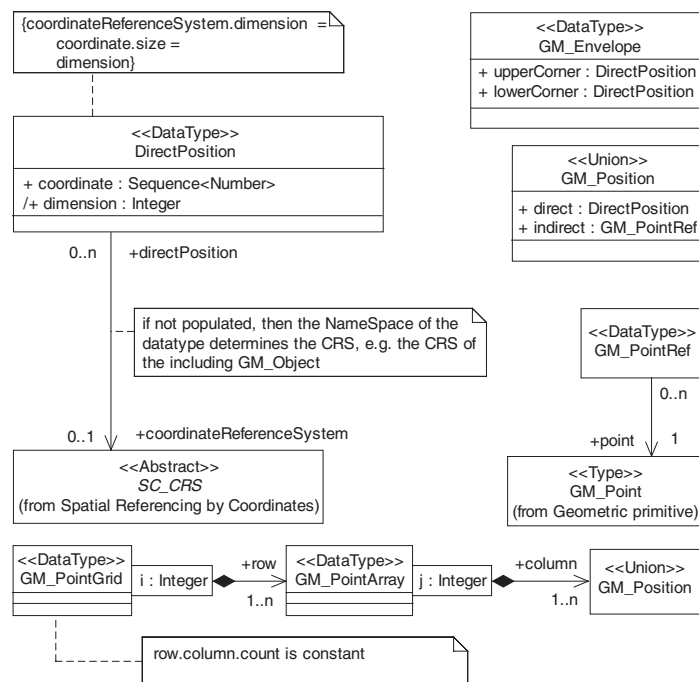 {coordinateReferenceSystem.dimension =
coordinate.size =
dimension}
<<DataType>>
GM_Envelope
+ upperCorner : DirectPosition
+ lowerCorner : DirectPosition
<<DataType>>
DirectPosition
+ coordinate : Sequence<Number>
/+ dimension : Integer
<<Union>>
GM_Position
+ direct : DirectPosition
+ indirect : GM_PointRef
0..n
+directPosition
if not populated, then the NameSpace of the
datatype determines the CRS, e.g. the CRS of
the including GM_Object
<<DataType>>
GM_PointRef
0..n
+point
1
0..1
+coordinateReferenceSystem
<<Abstract>>
SC_CRS
(from Spatial Referencing by Coordinates)
<<Type>>
GM_Point
(from Geometric primitive)
<<DataType>>
GM_PointGrid
i : Integer
+row
1..n
<<DataType>>
GM_PointArray
j : Integer
+column
1..n
<<Union>>
GM_Position
row.column.count is constant